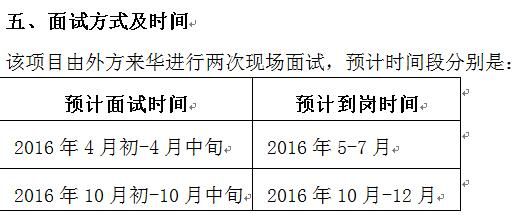 五、面试方式及时间
该项目由外方来华进行两次现场面试，预计时间段分别是：
预计面试时间 预计到岗时间
2016 年 4 月初-4 月中旬 2016 年 5-7 月
2016 年 10 月初-10 月中旬 2016 年 10 月-12 月